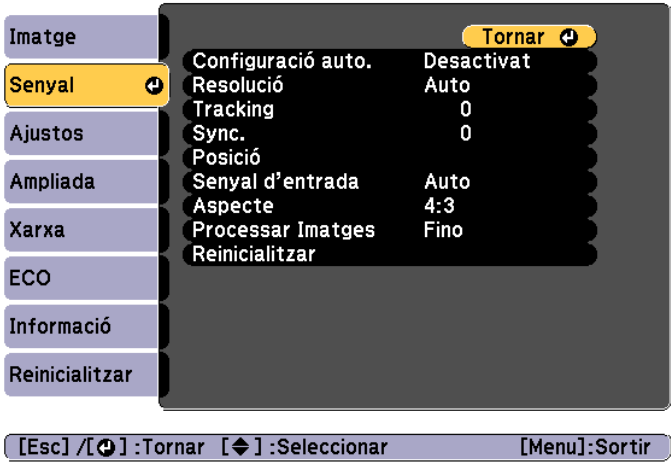 Imatge
Senyal
Ajustos
Ampliada
Xarxa
ECO
Informació
Reinicialitzar
Tornar
Configuració auto. Desactivat
Resolució Auto
Tracking 0
Sync. 0
Posició
Senyal d'entrada Auto
Aspecte 4:3
Processar Imatges Fino
Reinicialitzar
[Esc] /[ ] :Tornar [ ] :Seleccionar [Menu]:Sortir